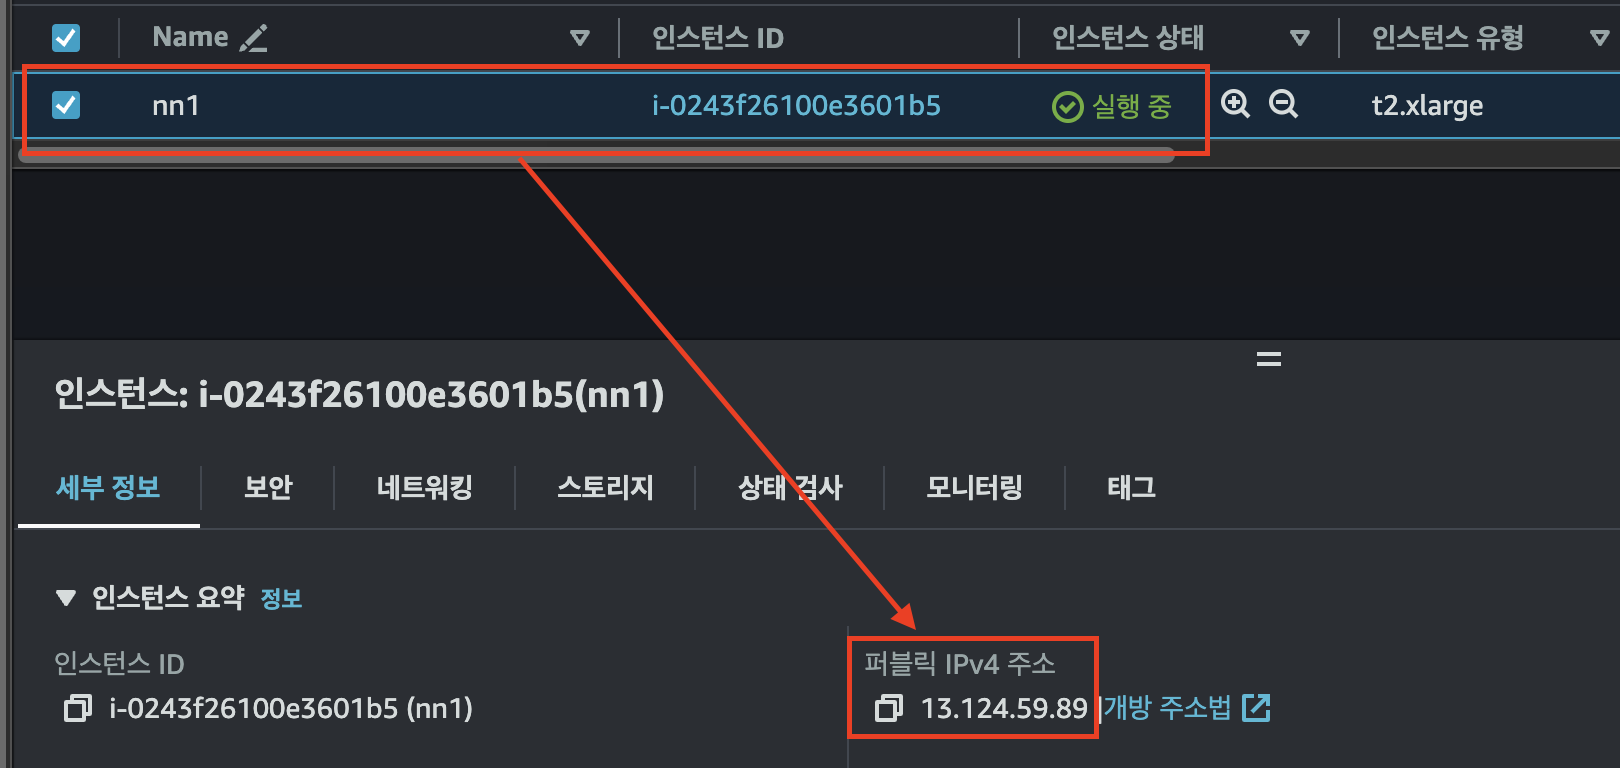 Name 인스턴스 ID 인스턴스 상태 인스턴스 유형
nn1 i-0243f26100e3601b5 실행 중 t2.xlarge
인스턴스: i-0243f26100e3601b5(nn1)
세부 정보 보안 네트워킹 스토리지 상태 검사 모니터링 태그
인스턴스 요약 정보
인스턴스 ID 퍼블릭 IPv4 주소
i-0243f26100e3601b5 (nn1) 13.124.59.89 |개방 주소법